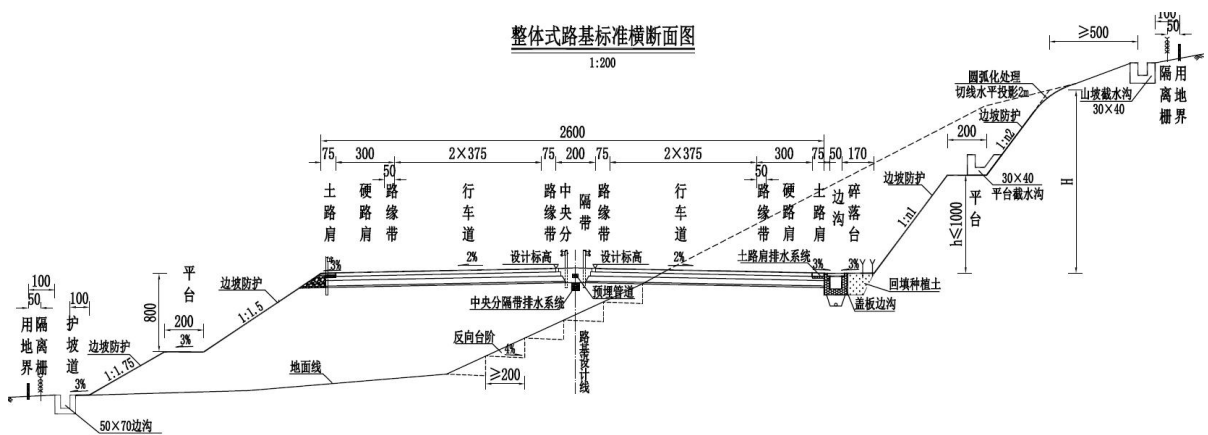 整体式路基标准横断面图
1:200
100
50
≥500
隔离栅
用地界
圆弧化处理
切线水平投影2m
山坡截水沟
30×40
边坡防护
1:n2
200
H
2600
75
300
2×375
75
200
75
2×375
300
75
50
170
50
50
土路肩
硬路肩
路缘带
行车道
路缘带
中央分隔带
路缘带
行车道
路缘带
硬路肩
土路肩
边沟
碎落台
边坡防护
1:n1
h≤1000
平台
30×40
平台截水沟
3%
2%
设计标高
设计标高
2%
土路肩排水系统
3%
3%
回填种植土
盖板边沟
中央分隔带排水系统
预埋管道
100
50
100
用地界
隔离栅
护坡道
平台
800
200
3%
边坡防护
1:1.5
边坡防护
1:1.75
3%
50×70边沟
地面线
反向台阶
4%
≥200
路基设计线